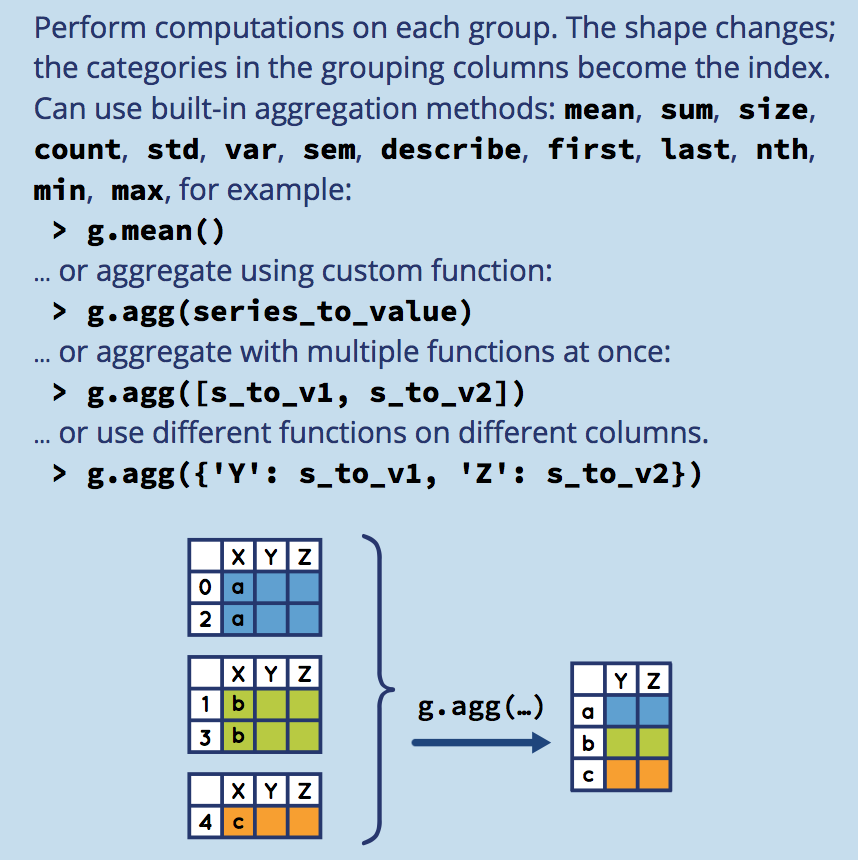 Perform computations on each group. The shape changes;
the categories in the grouping columns become the index.
Can use built-in aggregation methods: mean, sum, size,
count, std, var, sem, describe, first, last, nth,
min, max, for example:
> g.mean()
… or aggregate using custom function:
> g.agg(series_to_value)
… or aggregate with multiple functions at once:
> g.agg([s_to_v1, s_to_v2])
… or use different functions on different columns.
> g.agg({'Y': s_to_v1, 'Z': s_to_v2})
X Y Z
0 a
2 a
X Y Z
1 b
3 b
X Y Z
4 c
g.agg(…)
Y Z
a
b
c